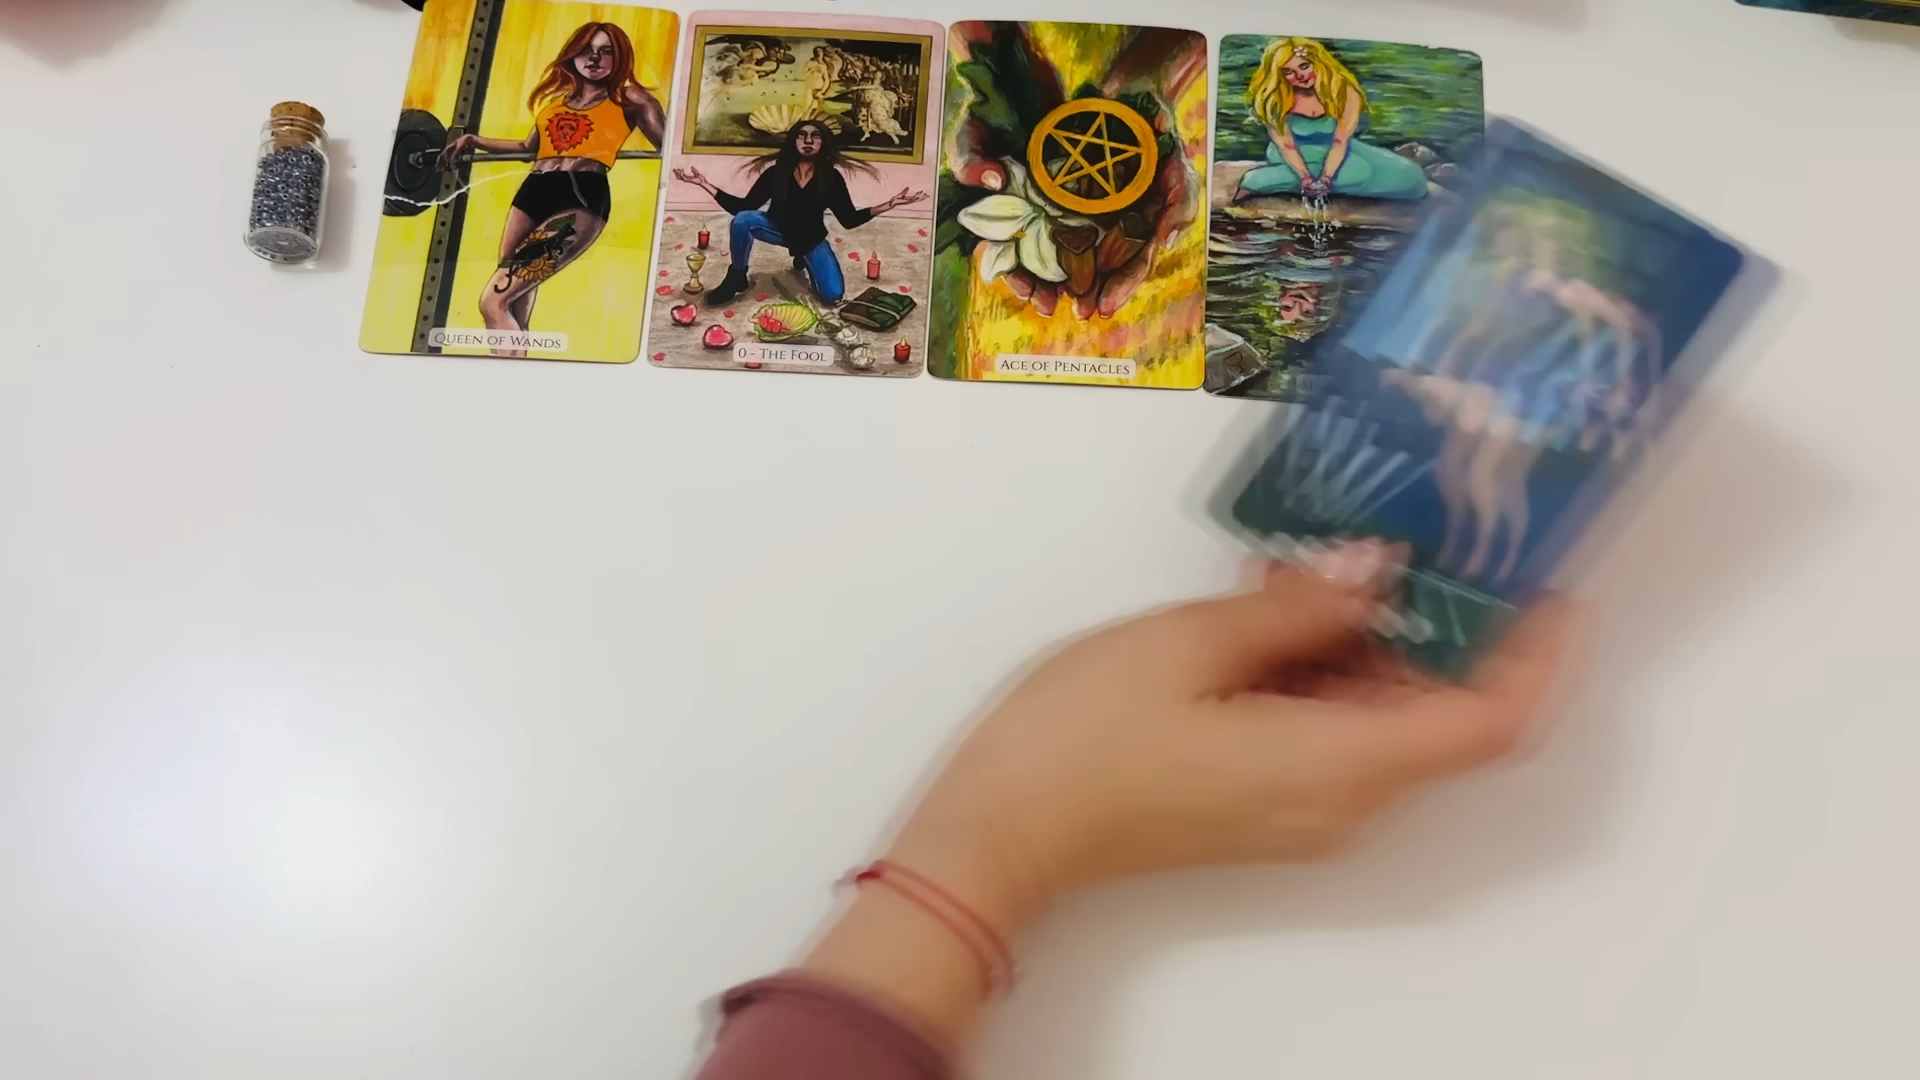 QUEEN OF WANDS
0 - THE FOOL
ACE OF PENTACLES